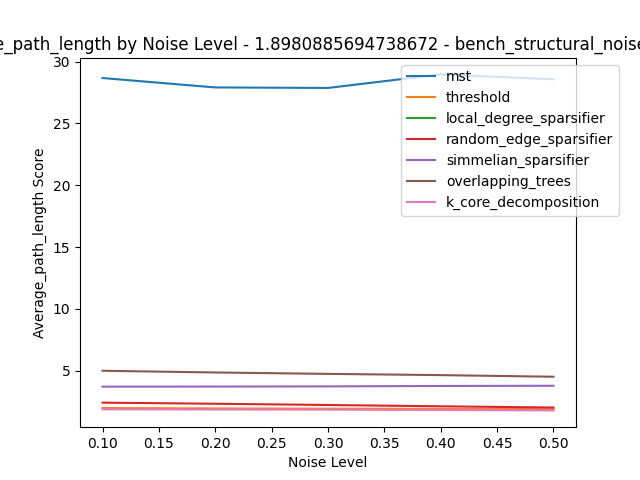 e_path_length by Noise Level - 1.8980885694738672 - bench_structural_noise
30
25
20
15
10
5
Average_path_length Score
mst
threshold
local_degree_sparsifier
random_edge_sparsifier
simmelian_sparsifier
overlapping_trees
k_core_decomposition
0.10 0.15 0.20 0.25 0.30 0.35 0.40 0.45 0.50
Noise Level